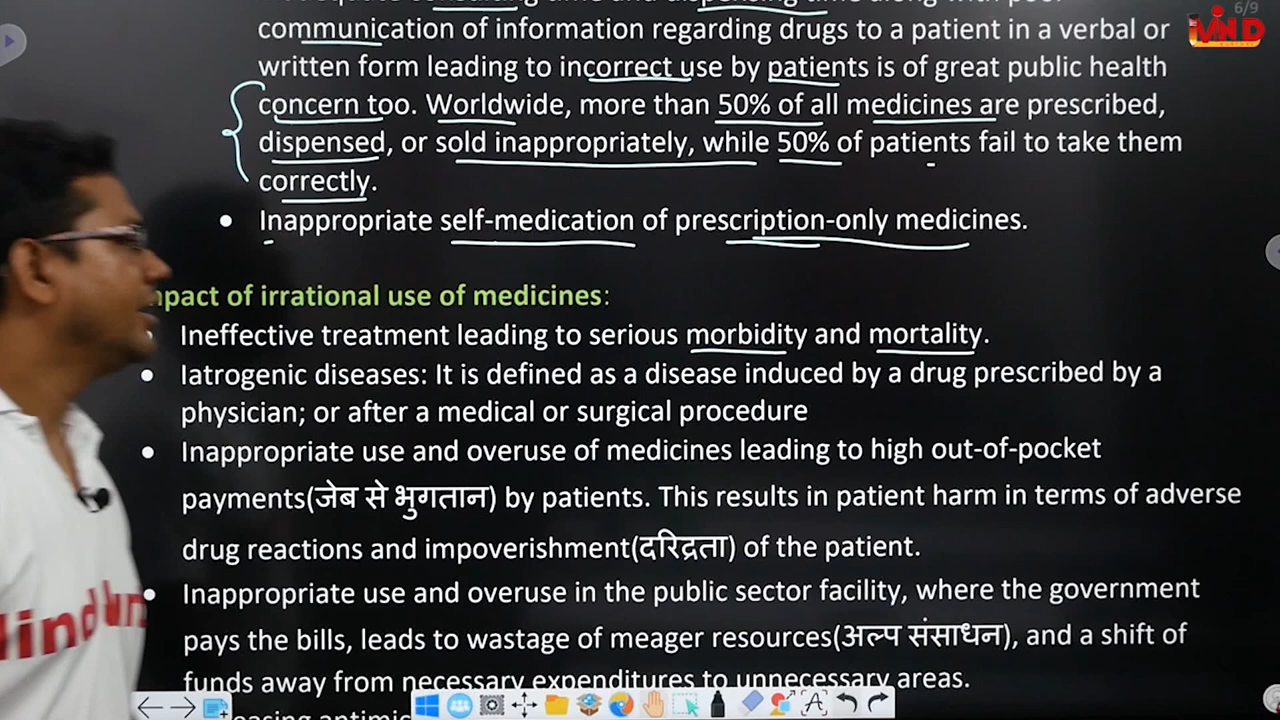 6/9
communication of information regarding drugs to a patient in a verbal or
written form leading to incorrect use by patients is of great public health
concern too. Worldwide, more than 50% of all medicines are prescribed,
dispensed, or sold inappropriately, while 50% of patients fail to take them
correctly.
• Inappropriate self-medication of prescription-only medicines.
mpact of irrational use of medicines:
• Ineffective treatment leading to serious morbidity and mortality.
• Iatrogenic diseases: It is defined as a disease induced by a drug prescribed by a
physician; or after a medical or surgical procedure
• Inappropriate use and overuse of medicines leading to high out-of-pocket
payments(जेब से भुगतान) by patients. This results in patient harm in terms of adverse
drug reactions and impoverishment(दरिद्रता) of the patient.
• Inappropriate use and overuse in the public sector facility, where the government
pays the bills, leads to wastage of meager resources(अल्प संसाधन), and a shift of
funds away from necessary expenditures to unnecessary areas.